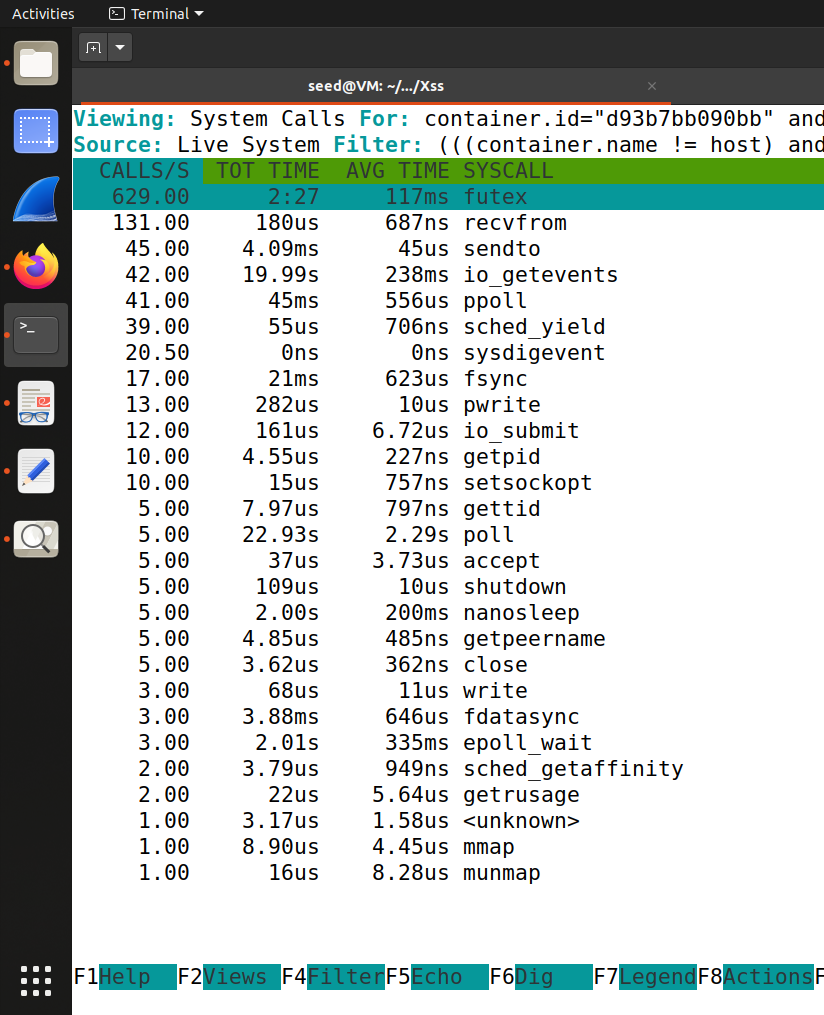 Activities Terminal
seed@VM: ~/.../Xss ×
Viewing: System Calls For: container.id="d93b7bb090bb" and
Source: Live System Filter: (((container.name != host) and
CALLS/S TOT TIME AVG TIME SYSCALL
629.00 2:27 117ms futex
131.00 180us 687ns recvfrom
45.00 4.09ms 45us sendto
42.00 19.99s 238ms io_getevents
41.00 45ms 556us ppoll
39.00 55us 706ns sched_yield
20.50 0ns 0ns sysdigevent
17.00 21ms 623us fsync
13.00 282us 10us pwrite
12.00 161us 6.72us io_submit
10.00 4.55us 227ns getpid
10.00 15us 757ns setsockopt
5.00 7.97us 797ns gettid
5.00 22.93s 2.29s poll
5.00 37us 3.73us accept
5.00 109us 10us shutdown
5.00 2.00s 200ms nanosleep
5.00 4.85us 485ns getpeername
5.00 3.62us 362ns close
3.00 68us 11us write
3.00 3.88ms 646us fdatasync
3.00 2.01s 335ms epoll_wait
2.00 3.79us 949ns sched_getaffinity
2.00 22us 5.64us getrusage
1.00 3.17us 1.58us <unknown>
1.00 8.90us 4.45us mmap
1.00 16us 8.28us munmap
F1Help F2Views F4FilterF5Echo F6Dig F7LegendF8ActionsF